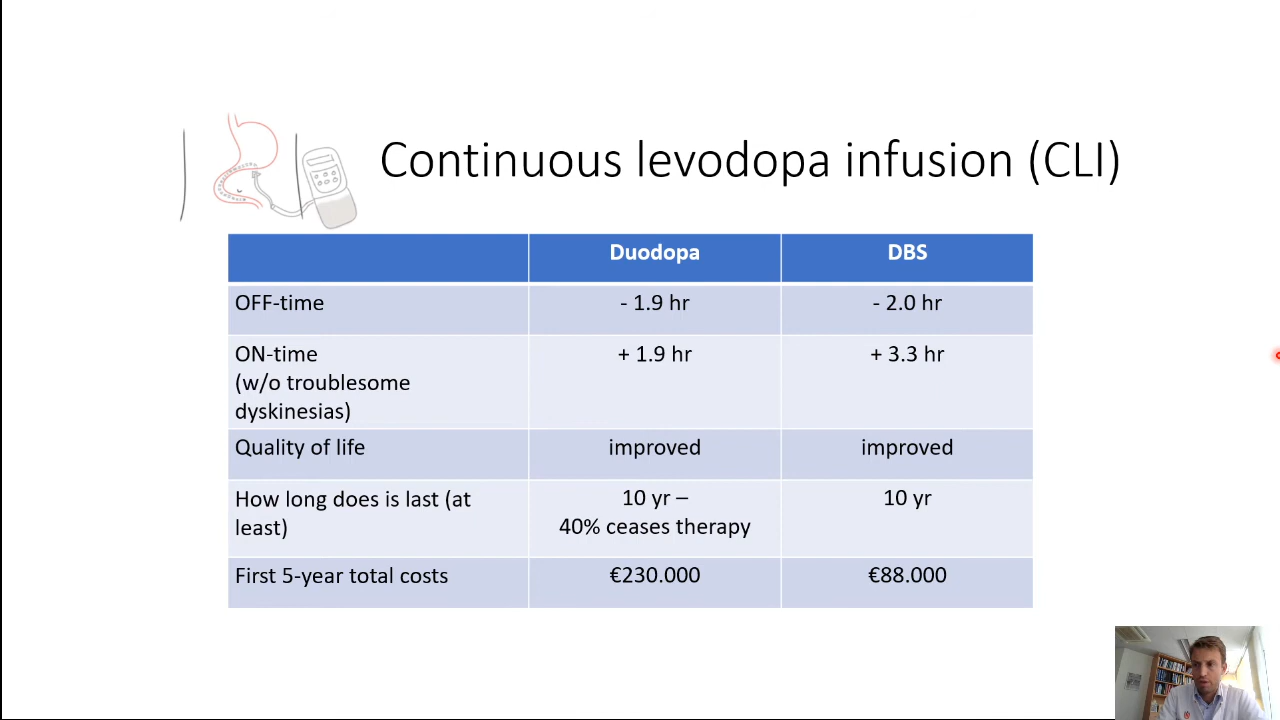 Continuous levodopa infusion (CLI)
Duodopa DBS
OFF-time - 1.9 hr - 2.0 hr
ON-time + 1.9 hr + 3.3 hr
(w/o troublesome
dyskinesias)
Quality of life improved improved
How long does is last (at 10 yr – 10 yr
least) 40% ceases therapy
First 5-year total costs €230.000 €88.000